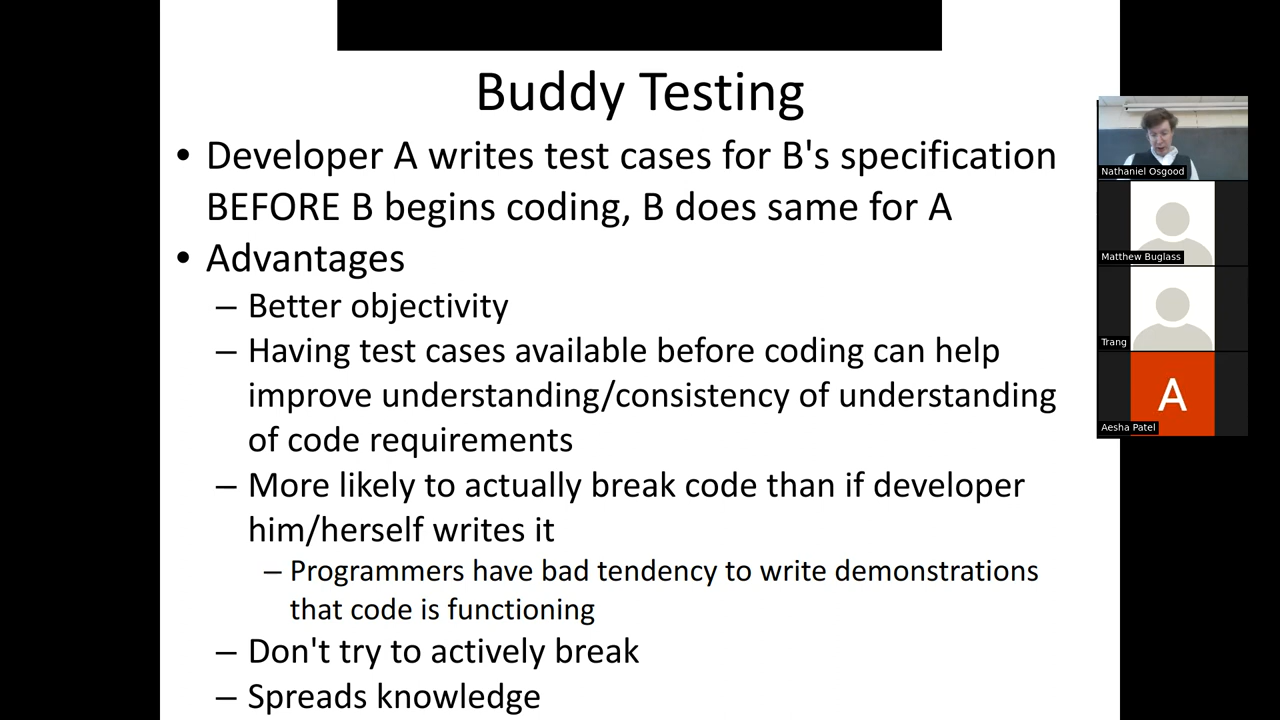 Buddy Testing
• Developer A writes test cases for B's specification
BEFORE B begins coding, B does same for A
• Advantages
– Better objectivity
– Having test cases available before coding can help
improve understanding/consistency of understanding
of code requirements
– More likely to actually break code than if developer
him/herself writes it
– Programmers have bad tendency to write demonstrations
that code is functioning
– Don't try to actively break
– Spreads knowledge
Nathaniel Osgood
Matthew Buglass
Trang
A
Aesha Patel